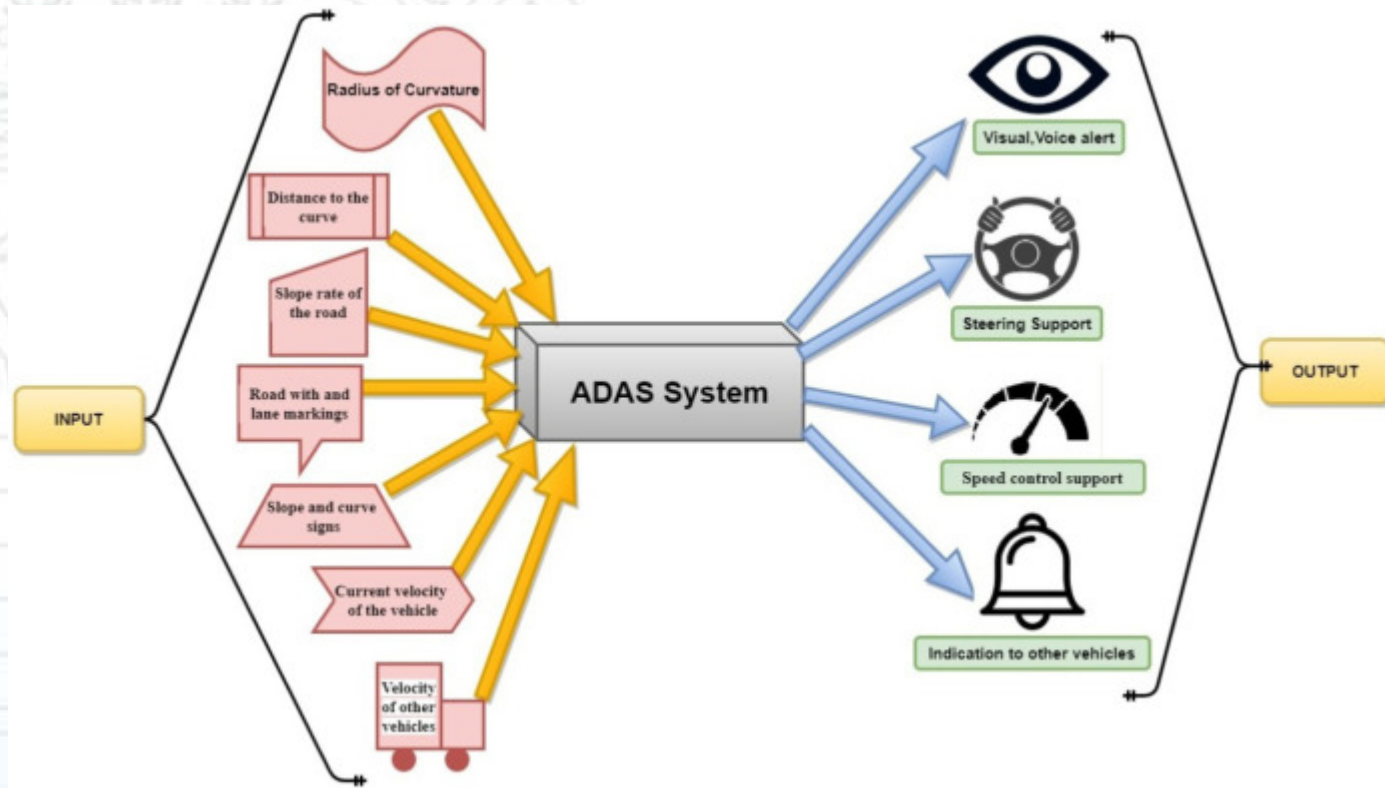 INPUT
Radius of Curvature
Distance to the
curve
Slope rate of
the road
Road with and
lane markings
Slope and curve
signs
Current velocity
of the vehicle
Velocity
of other
vehicles
ADAS System
Visual,Voice alert
Steering Support
Speed control support
Indication to other vehicles
OUTPUT